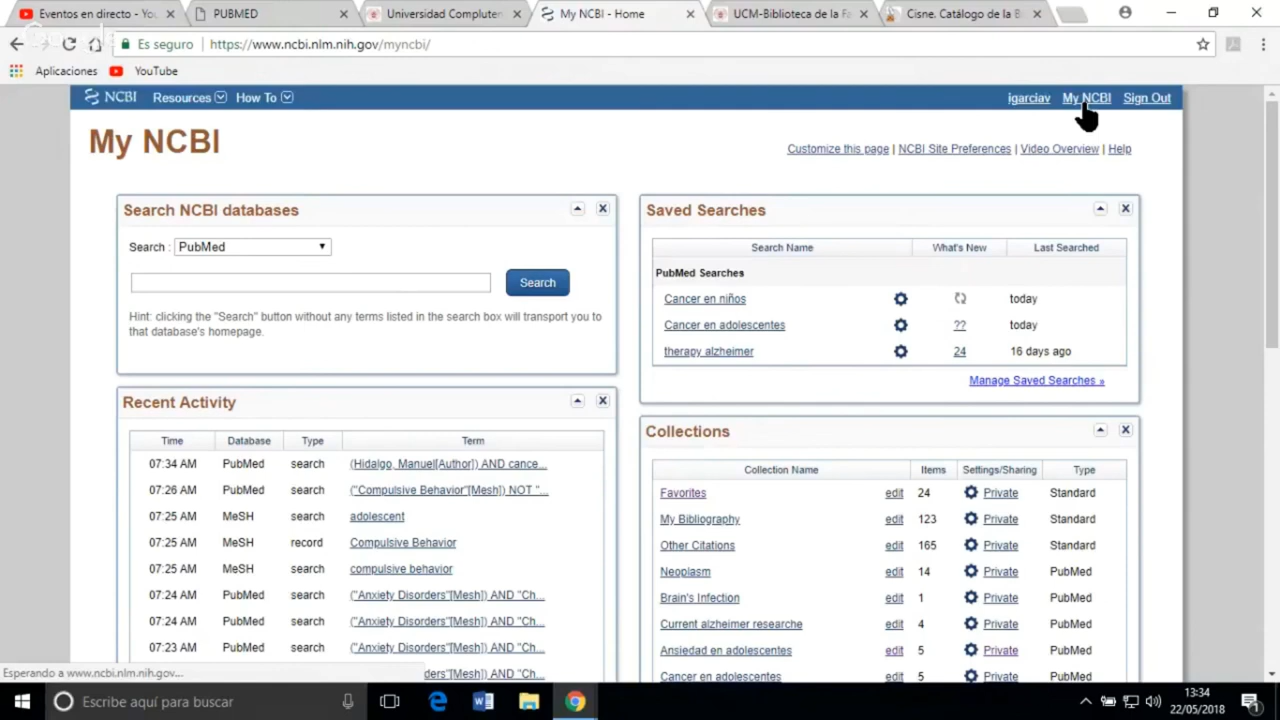 Eventos en directo - You
PUBMED
Universidad Compluten
My NCBI - Home
UCM-Biblioteca de la Fa
Cisne. Catálogo de la B
Es seguro
https://www.ncbi.nlm.nih.gov/myncbi/
Aplicaciones
YouTube
NCBI
Resources
How To
igarciav
My NCBI
Sign Out
My NCBI
Customize this page | NCBI Site Preferences | Video Overview | Help
Search NCBI databases
Search : PubMed
Search
Hint: clicking the "Search" button without any terms listed in the search box will transport you to
that database's homepage.
Recent Activity
Time Database Type Term
07:34 AM PubMed search (Hidalgo, Manuel[Author]) AND cance...
07:26 AM PubMed search ("Compulsive Behavior"[Mesh]) NOT "...
07:25 AM MeSH search adolescent
07:25 AM MeSH record Compulsive Behavior
07:25 AM MeSH search compulsive behavior
07:24 AM PubMed search ("Anxiety Disorders"[Mesh]) AND "Ch...
07:24 AM PubMed search ("Anxiety Disorders"[Mesh]) AND "Ch...
07:23 AM PubMed search ("Anxiety Disorders"[Mesh]) AND "Ch...
ders"[Mesh]) AND "Ch...
Saved Searches
Search Name What's New Last Searched
PubMed Searches
Cancer en niños today
Cancer en adolescentes ?? today
therapy alzheimer 24 16 days ago
Manage Saved Searches »
Collections
Collection Name Items Settings/Sharing Type
Favorites edit 24 Private Standard
My Bibliography edit 123 Private Standard
Other Citations edit 165 Private Standard
Neoplasm edit 14 Private PubMed
Brain's Infection edit 1 Private PubMed
Current alzheimer researche edit 4 Private PubMed
Ansiedad en adolescentes edit 5 Private PubMed
Cancer en adolescentes edit 5 Private PubMed
Esperando a www.ncbi.nlm.nih.gov...
Escribe aquí para buscar
13:34
22/05/2018
1